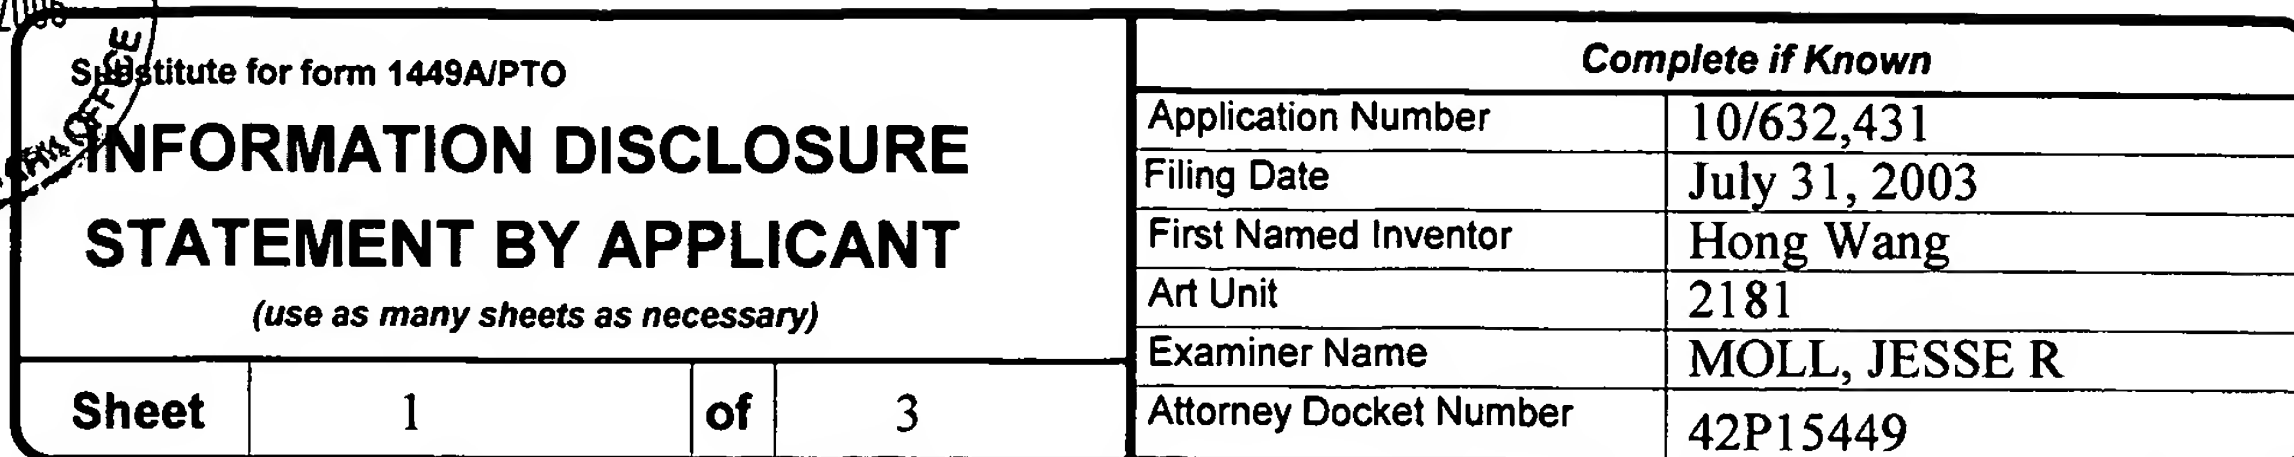 Substitute for form 1449A/PTO
INFORMATION DISCLOSURE
STATEMENT BY APPLICANT
(use as many sheets as necessary)
Sheet 1 of 3
Complete if Known
Application Number 10/632,431
Filing Date July 31, 2003
First Named Inventor Hong Wang
Art Unit 2181
Examiner Name MOLL, JESSE R
Attorney Docket Number 42P15449
OFFICE